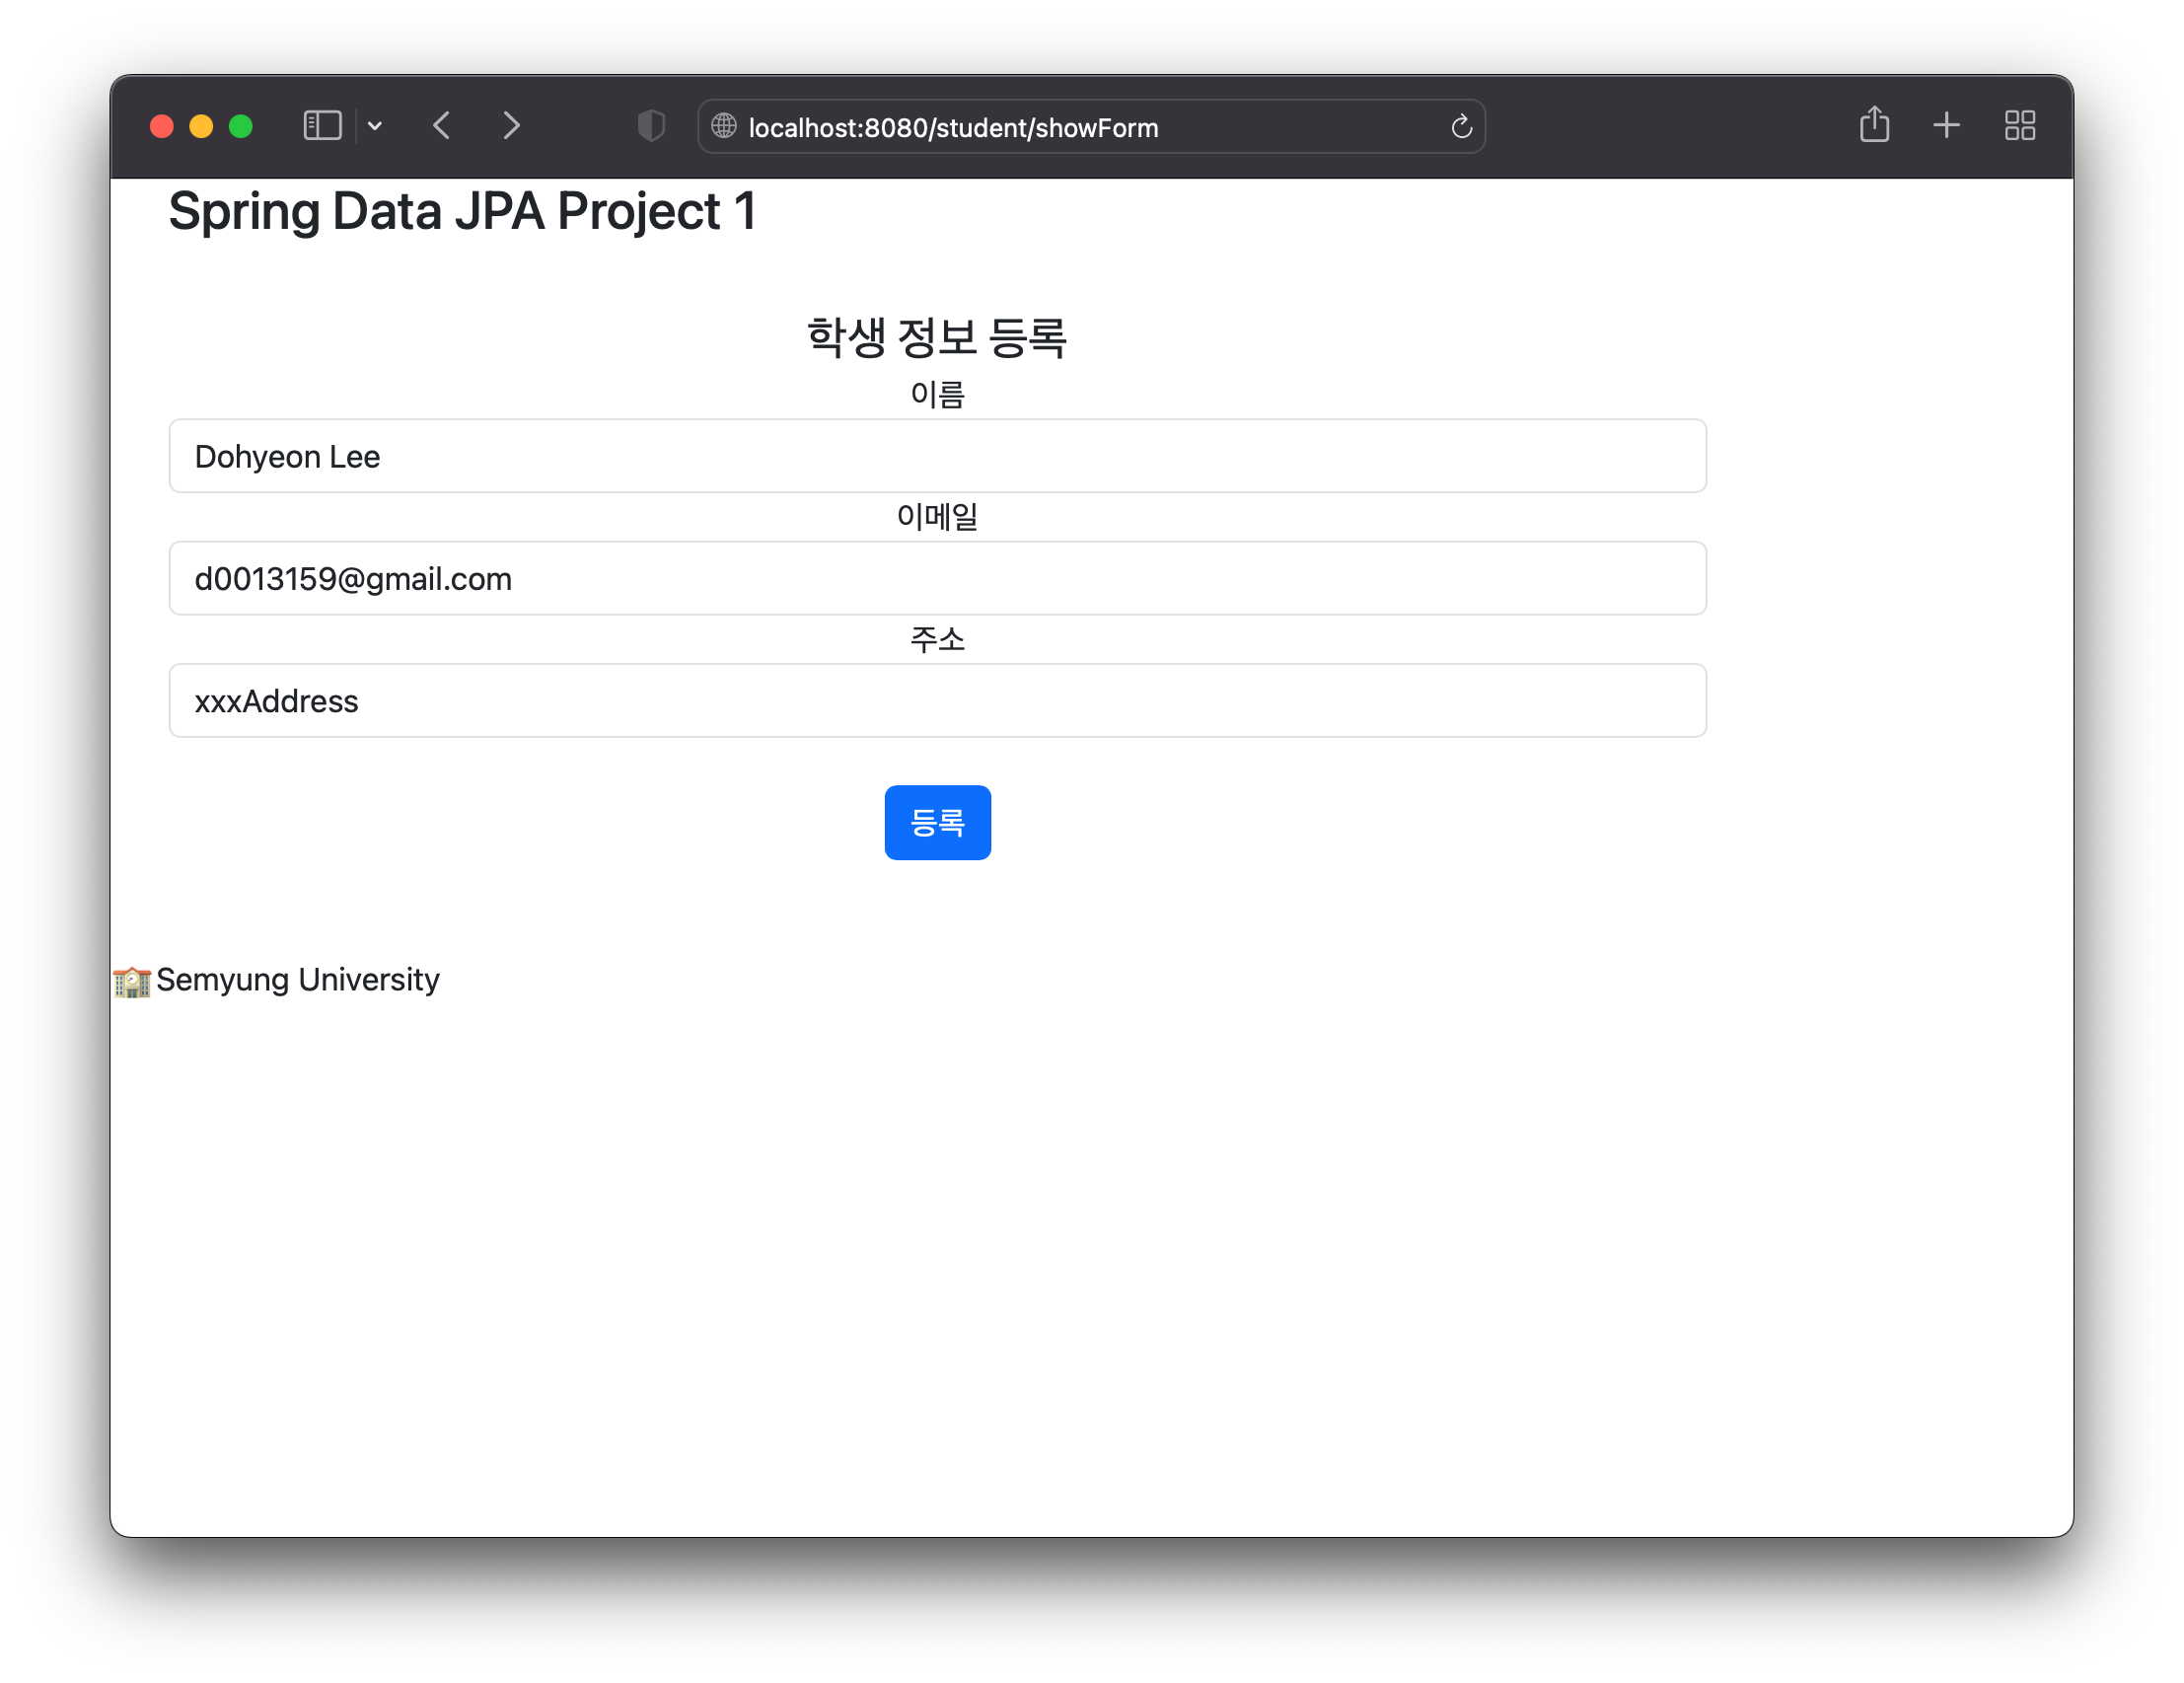 localhost:8080/student/showForm
Spring Data JPA Project 1
학생 정보 등록
이름
Dohyeon Lee
이메일
d0013159@gmail.com
주소
xxxAddress
등록
🏫 Semyung University